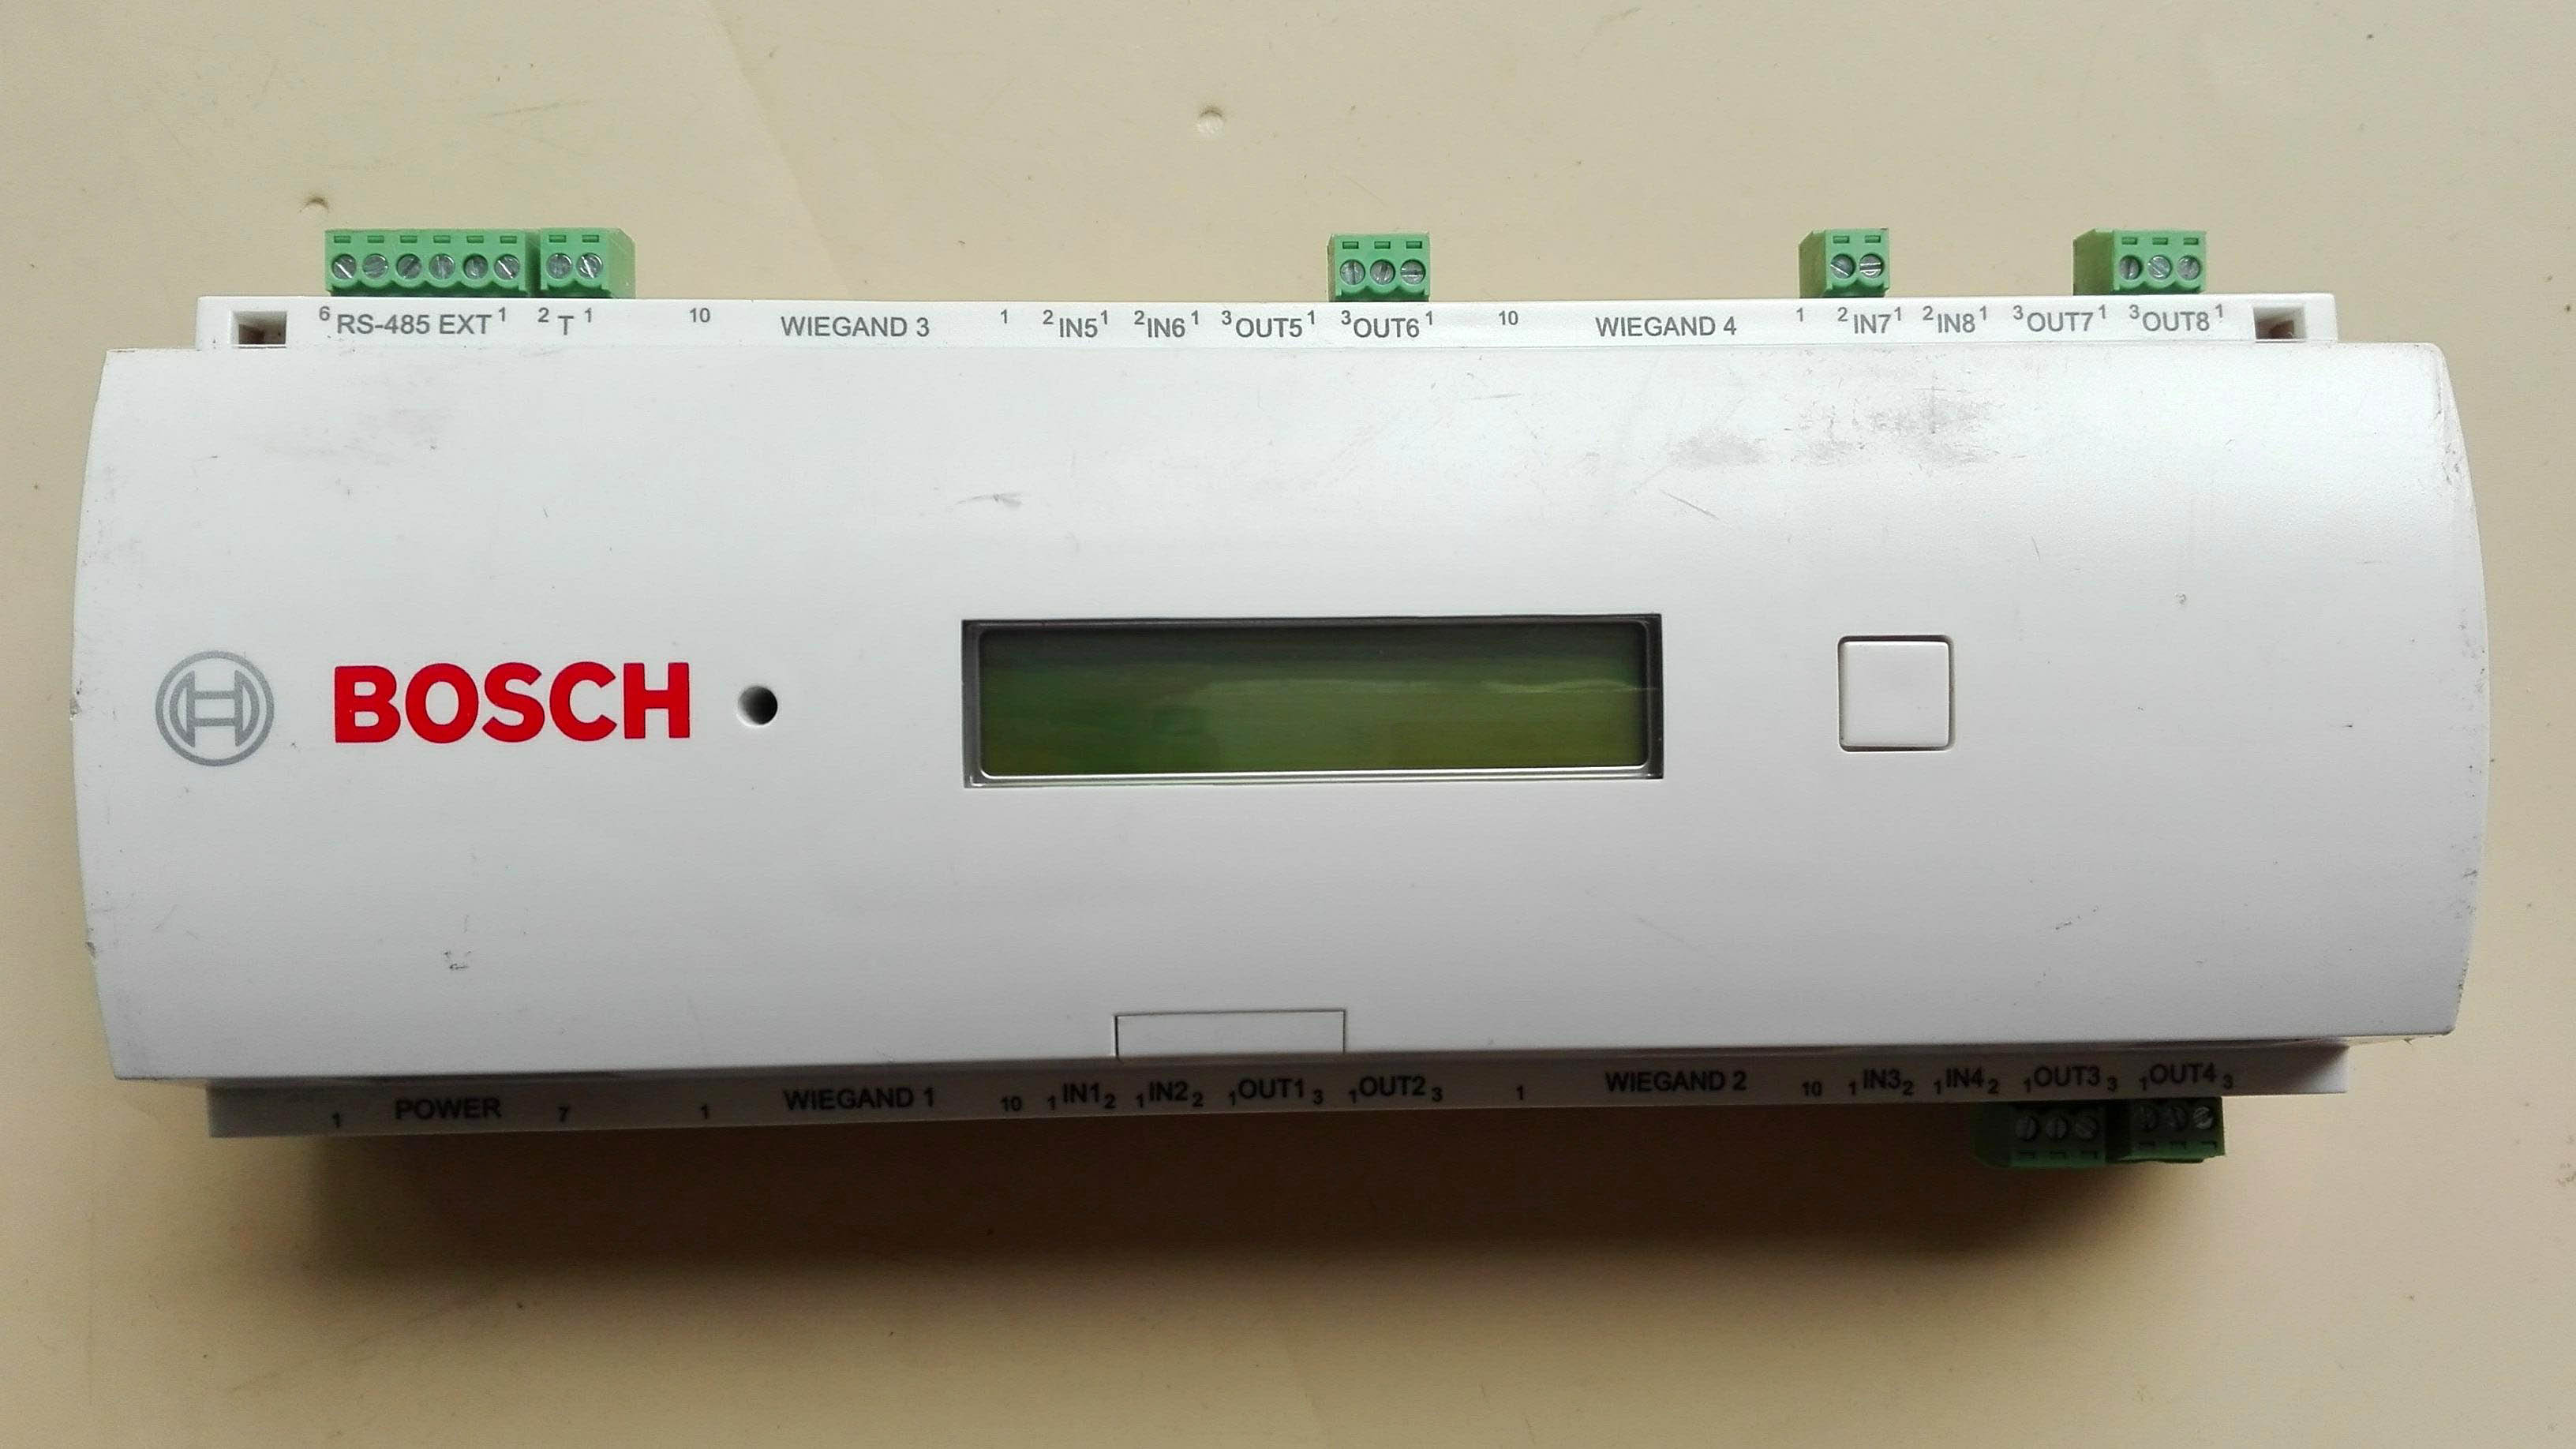 6 RS-485 EXT 1 2 T 1 10 WIEGAND 3 1 2 IN5 1 2 IN6 1 3 OUT5 1 3 OUT6 1 10 WIEGAND 4 1 2 IN7 1 2 IN8 1 3 OUT7 1 3 OUT8 1
BOSCH
1 POWER 7 1 WIEGAND 1 10 1 IN1 2 1 IN2 2 1 OUT1 3 1 OUT2 3 1 WIEGAND 2 10 1 IN3 2 1 IN4 2 1 OUT3 3 1 OUT4 3